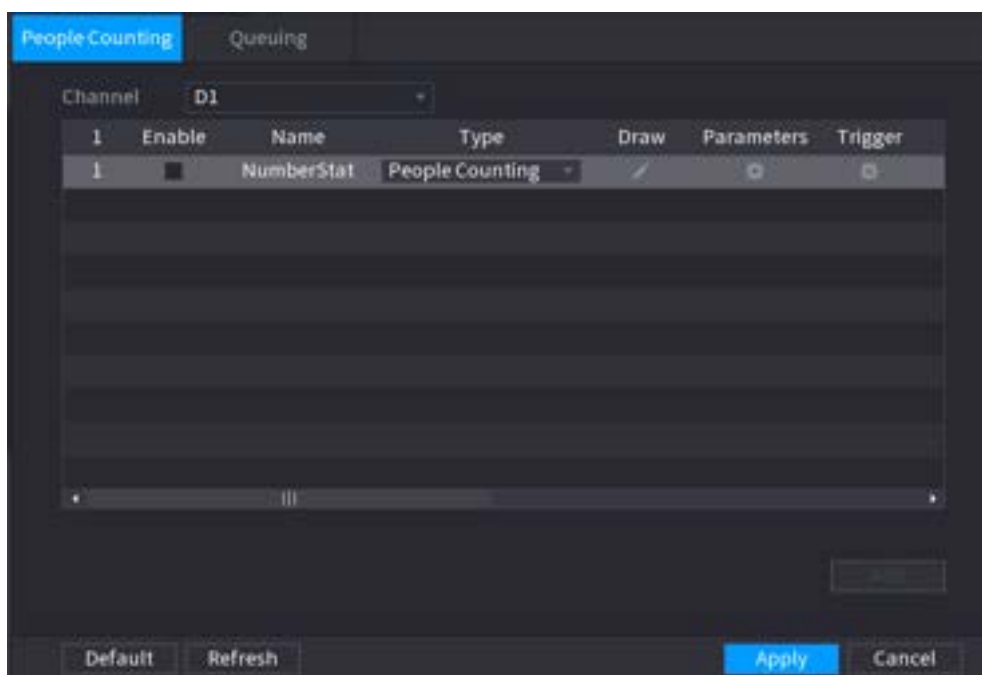 People Counting Queuing
Channel D1
1 Enable Name Type Draw Parameters Trigger
1 NumberStat People Counting
Default Refresh Apply Cancel